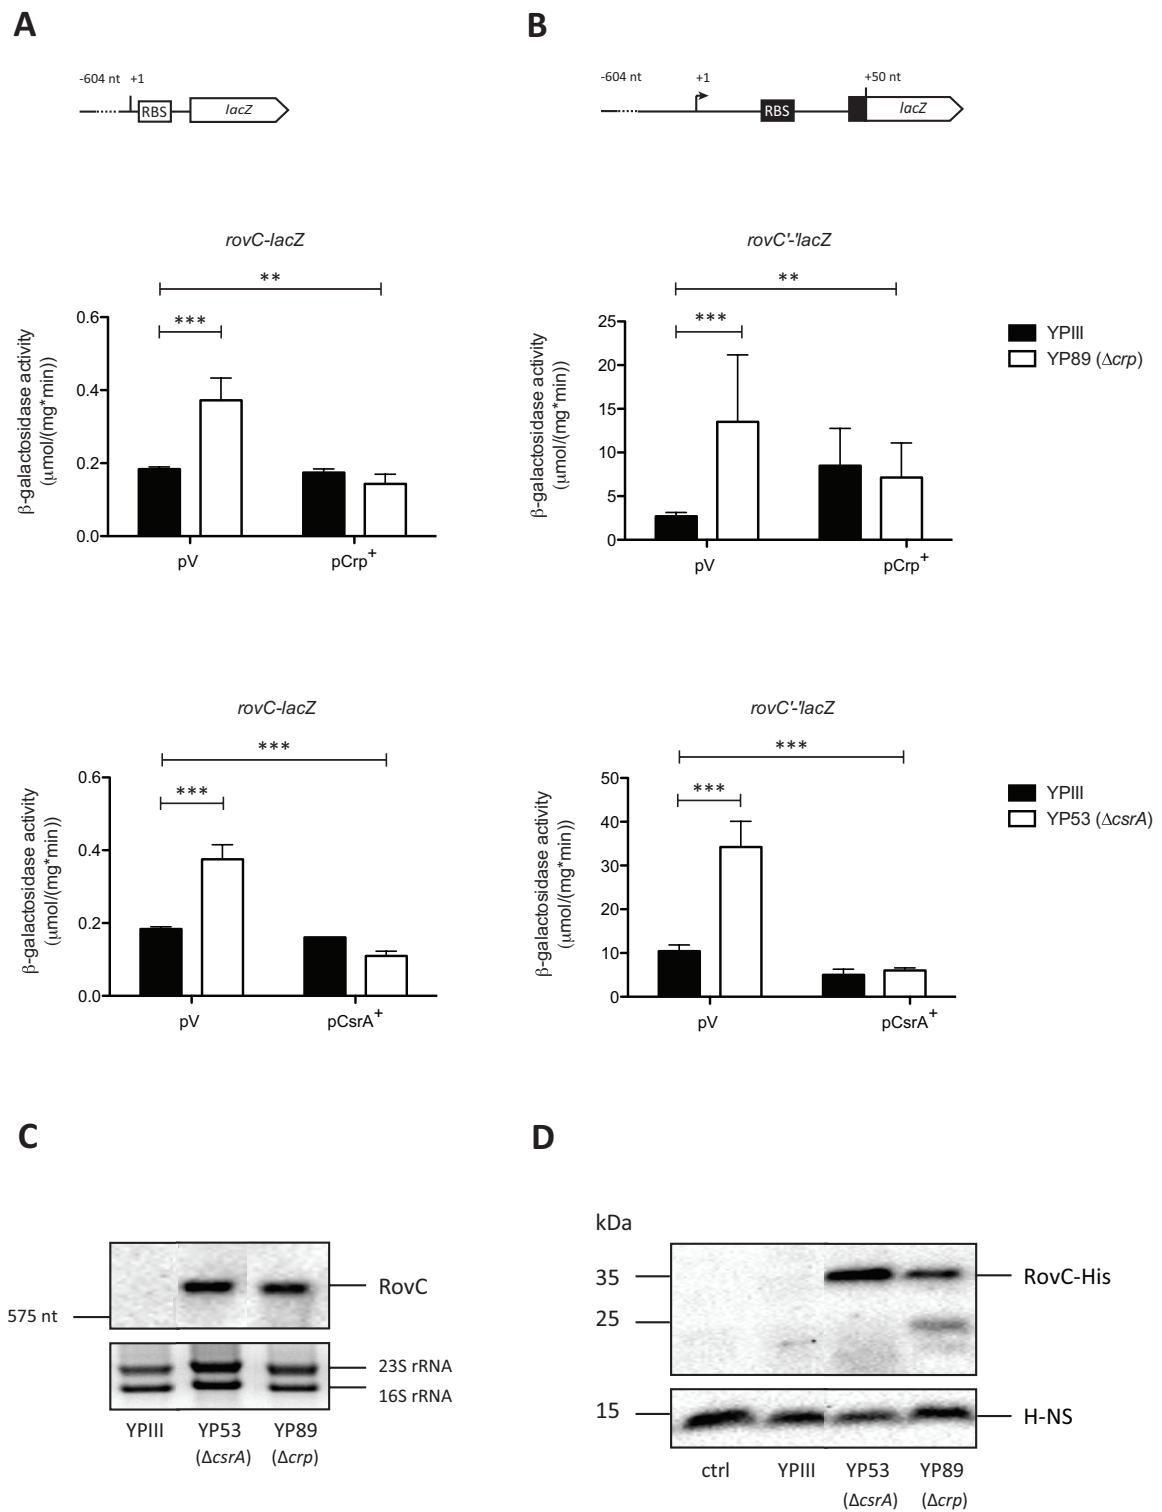 A
B
-604 nt
+1
RBS
lacZ
-604 nt
+1
+50 nt
RBS
lacZ
rovC-lacZ
**
***
β-galactosidase activity
(μmol/(mg*min))
0.6
0.4
0.2
0.0
pV
pCrp+
rovC'-'lacZ
**
***
β-galactosidase activity
(μmol/(mg*min))
25
20
15
10
5
0
pV
pCrp+
YPIII
YP89 (Δcrp)
rovC-lacZ
***
***
β-galactosidase activity
(μmol/(mg*min))
0.6
0.4
0.2
0.0
pV
pCsrA+
rovC'-'lacZ
***
***
β-galactosidase activity
(μmol/(mg*min))
50
40
30
20
10
0
pV
pCsrA+
YPIII
YP53 (ΔcsrA)
C
RovC
575 nt
23S rRNA
16S rRNA
YPIII
YP53
YP89
(ΔcsrA)
(Δcrp)
D
kDa
35
25
15
RovC-His
H-NS
ctrl
YPIII
YP53
YP89
(ΔcsrA)
(Δcrp)